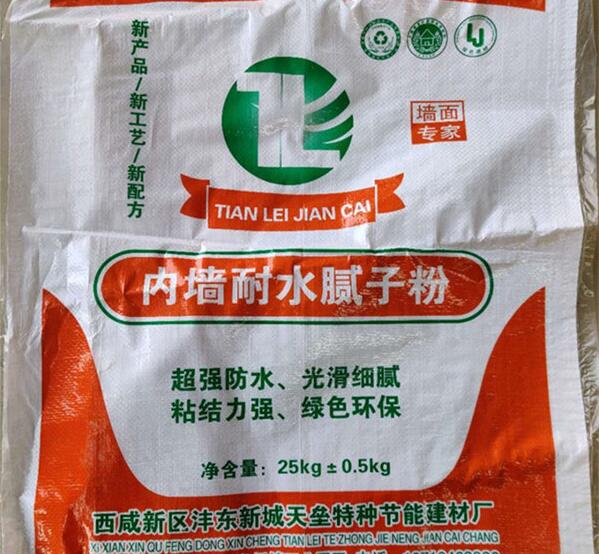 新产品/新工艺/新配方
墙面
专家
TIAN LEI JIAN CAI
内墙耐水腻子粉
超强防水、光滑细腻
粘结力强、绿色环保
净含量：25kg±0.5kg
西咸新区沣东新城天垒特种节能建材厂
XI XIAN XIN QU FENG DONG XIN CHENG TIAN LEI TE ZHONG JIE NENG JIAN CAI CHANG